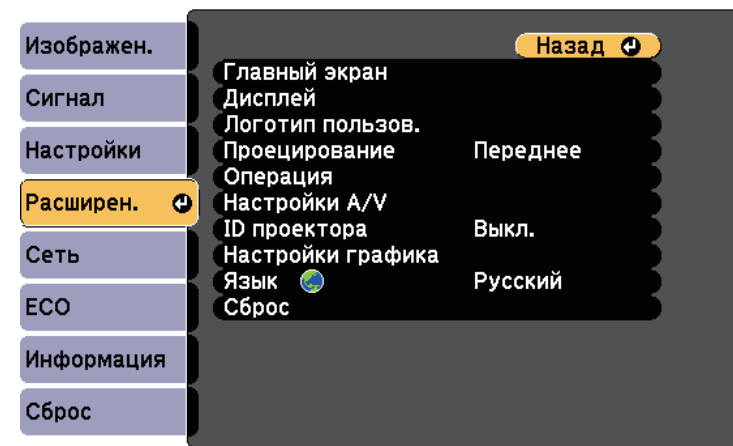 Изображен.
Сигнал
Настройки
Расширен.
Сеть
ECO
Информация
Сброс
Назад
Главный экран
Дисплей
Логотип пользов.
Проецирование Переднее
Операция
Настройки A/V
ID проектора Выкл.
Настройки графика
Язык Русский
Сброс